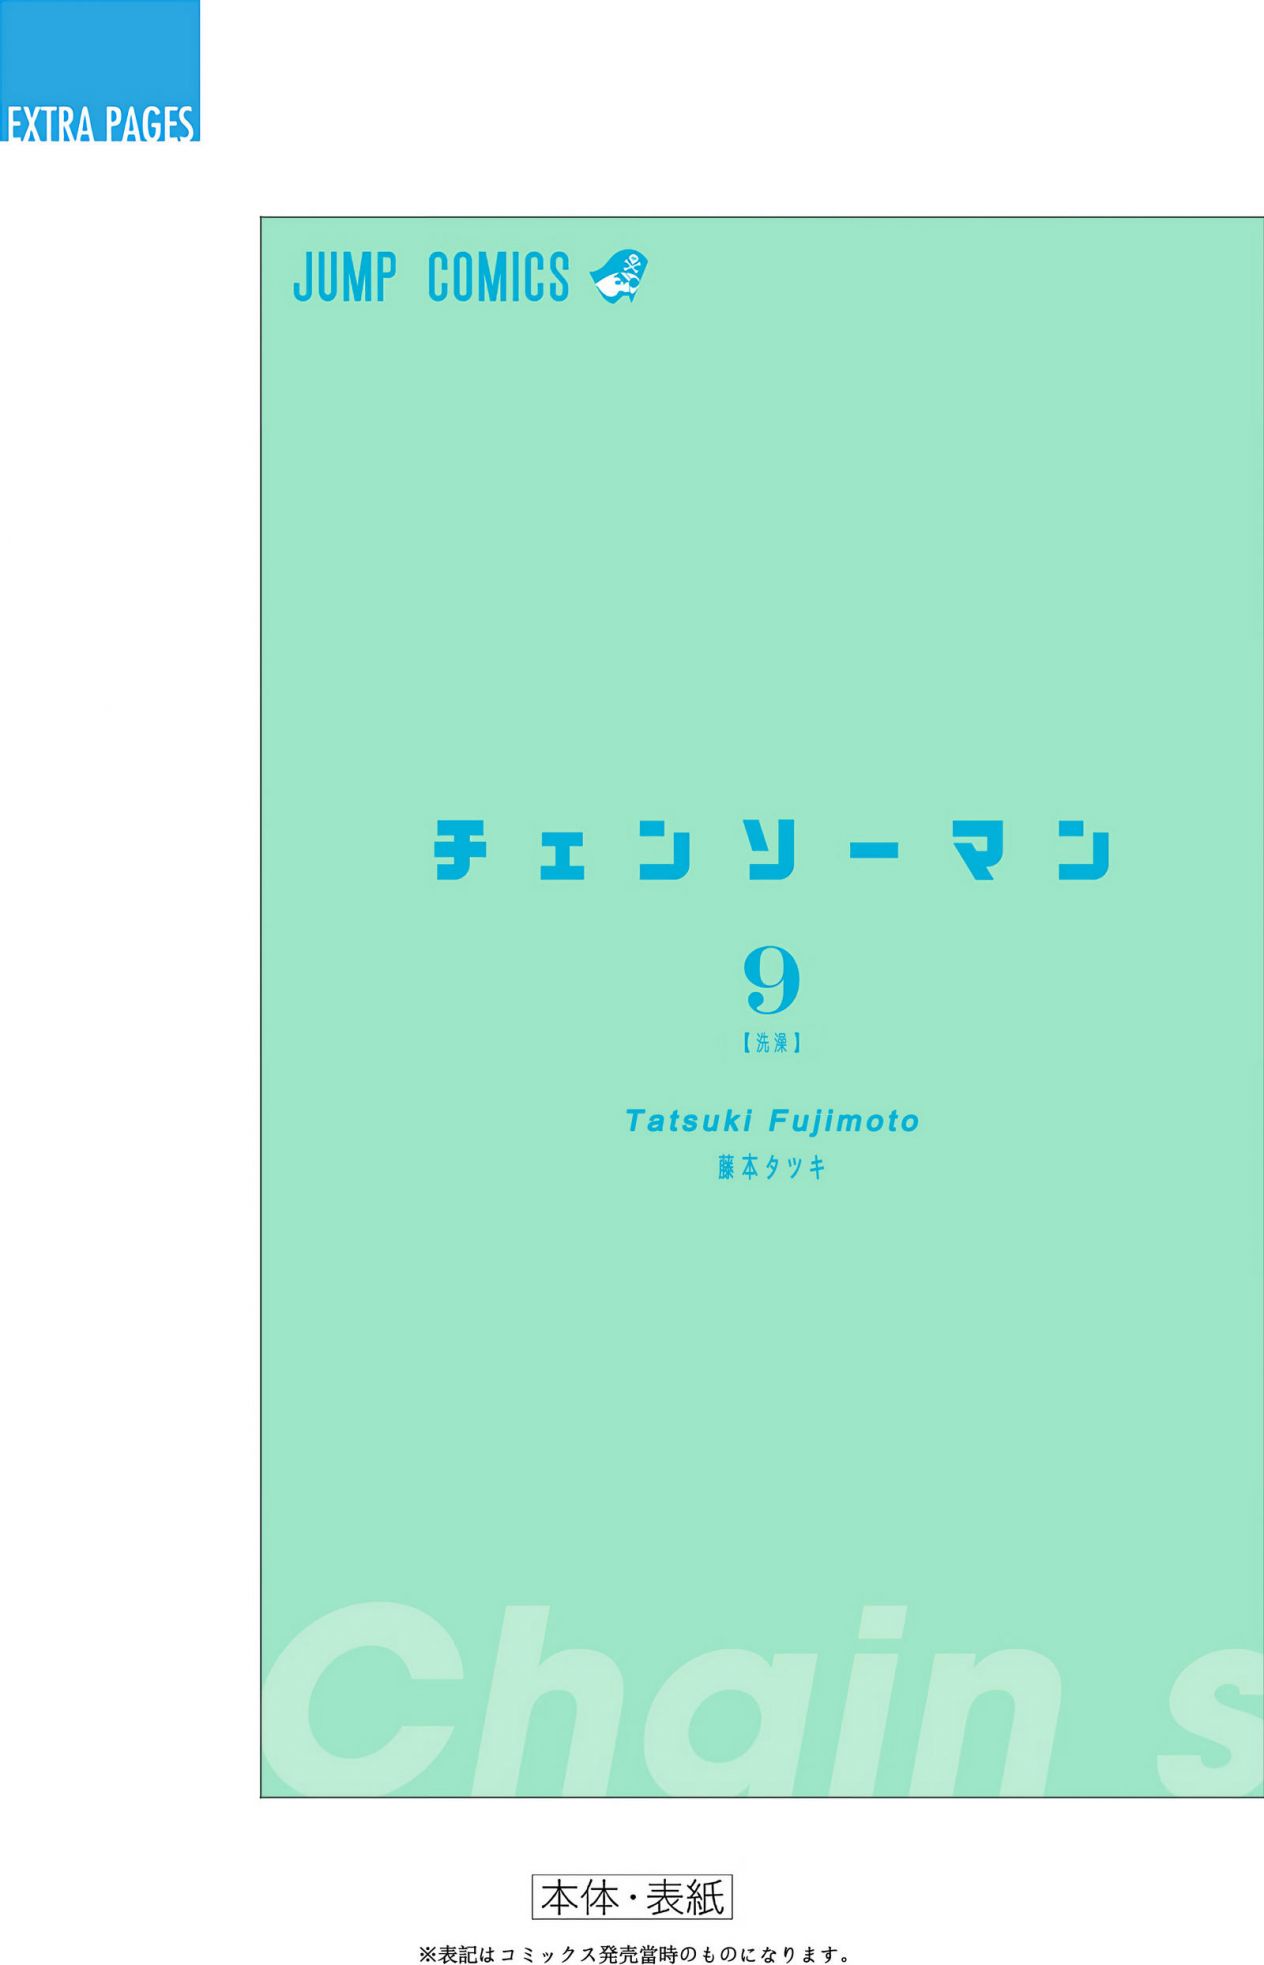 EXTRA PAGES
JUMP COMICS
チェンソーマン
9
【洗澡】
Tatsuki Fujimoto
藤本タツキ
Chain s
本体・表紙
※表記はコミックス発売當時のものになります。